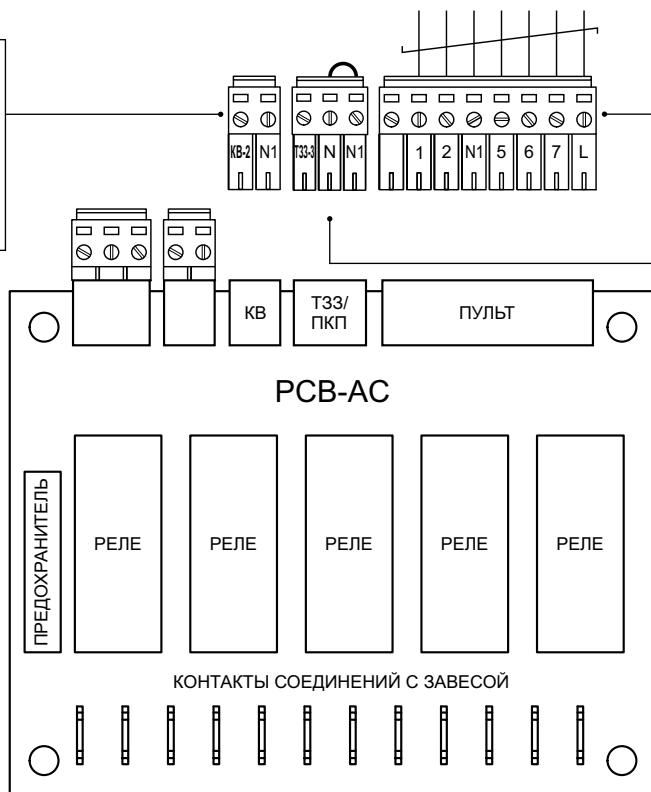 КВ-2 N1 ТЗЗ-3 N N1 1 2 N1 5 6 7 L
КВ ТЗЗ/ ПУЛЬТ
ПКП
PCB-AC
ПРЕДОХРАНИТЕЛЬ
РЕЛЕ РЕЛЕ РЕЛЕ РЕЛЕ РЕЛЕ
КОНТАКТЫ СОЕДИНЕНИЙ С ЗАВЕСОЙ